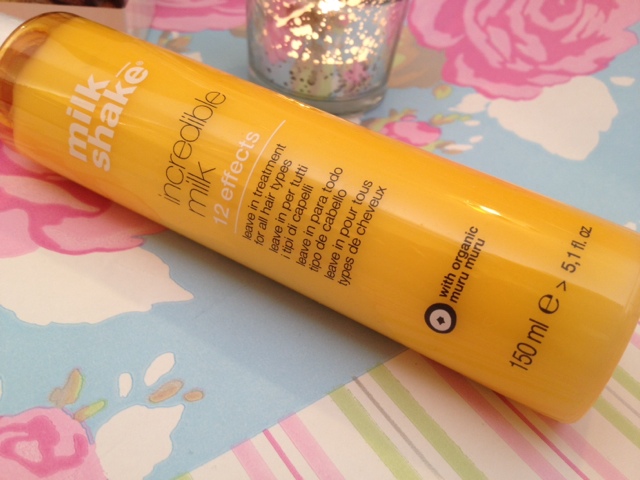 milk
shake®
incredible
milk
12 effects
leave in treatment
for all hair types
leave in per tutti
i tipi di capelli
leave in para todo
tipo de cabello
leave in pour tous
types de cheveux
with organic
muru muru
150 ml e > 5,1 fl. oz